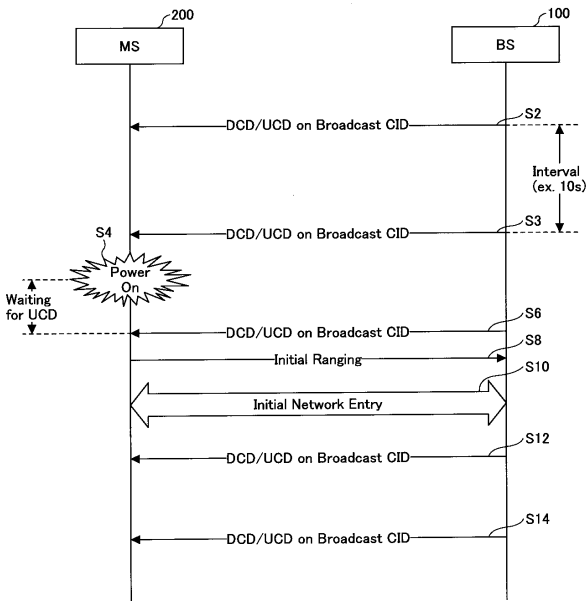 200
100
MS
BS
S2
DCD/UCD on Broadcast CID
Interval
(ex. 10s)
S3
DCD/UCD on Broadcast CID
S4
Power
On
Waiting
for UCD
S6
DCD/UCD on Broadcast CID
S8
Initial Ranging
S10
Initial Network Entry
S12
DCD/UCD on Broadcast CID
S14
DCD/UCD on Broadcast CID